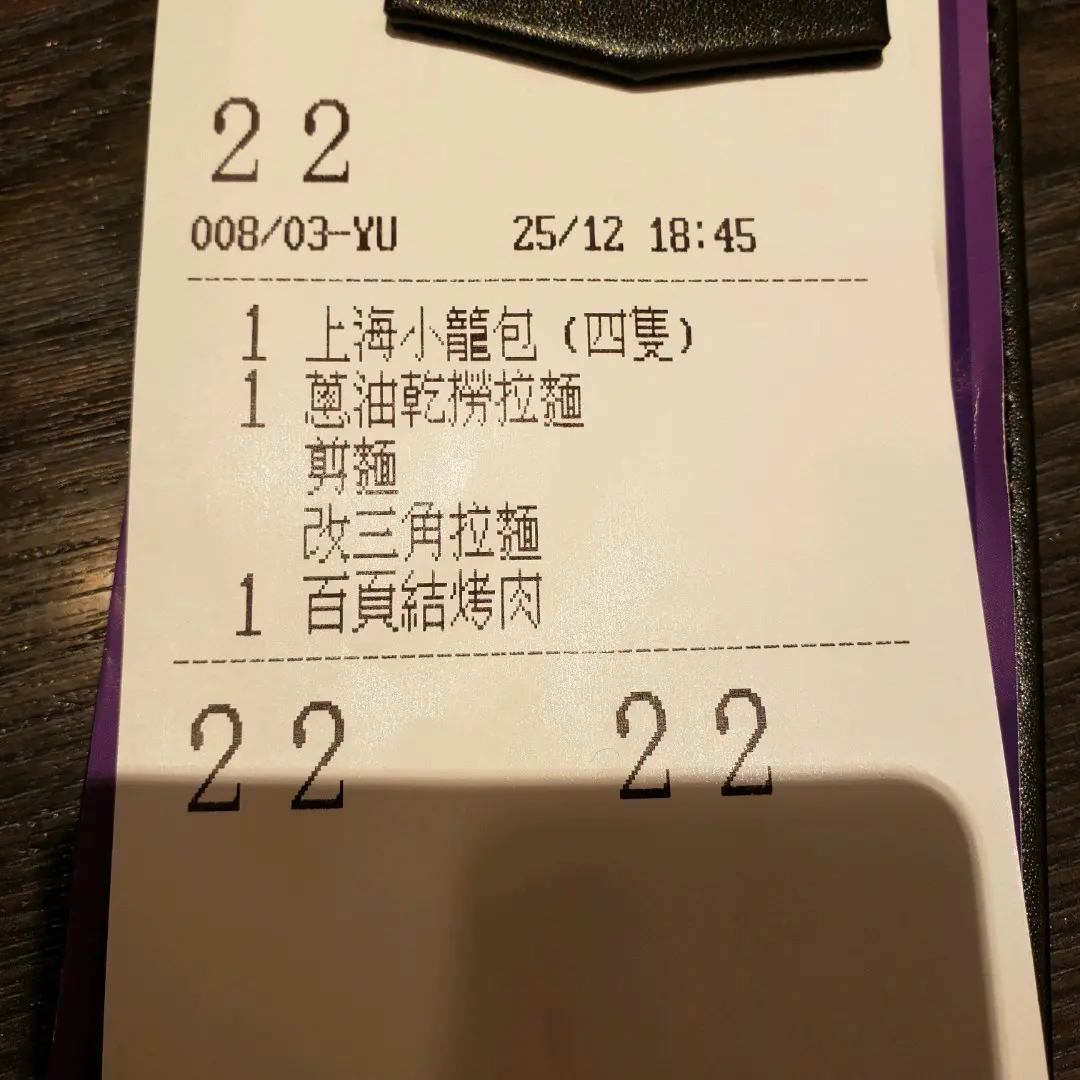 22
008/03-YU 25/12 18:45
1 上海小籠包(四隻)
1 蔥油乾撈拉麵
剪麵
改三角拉麵
1 百頁結烤肉
22 22